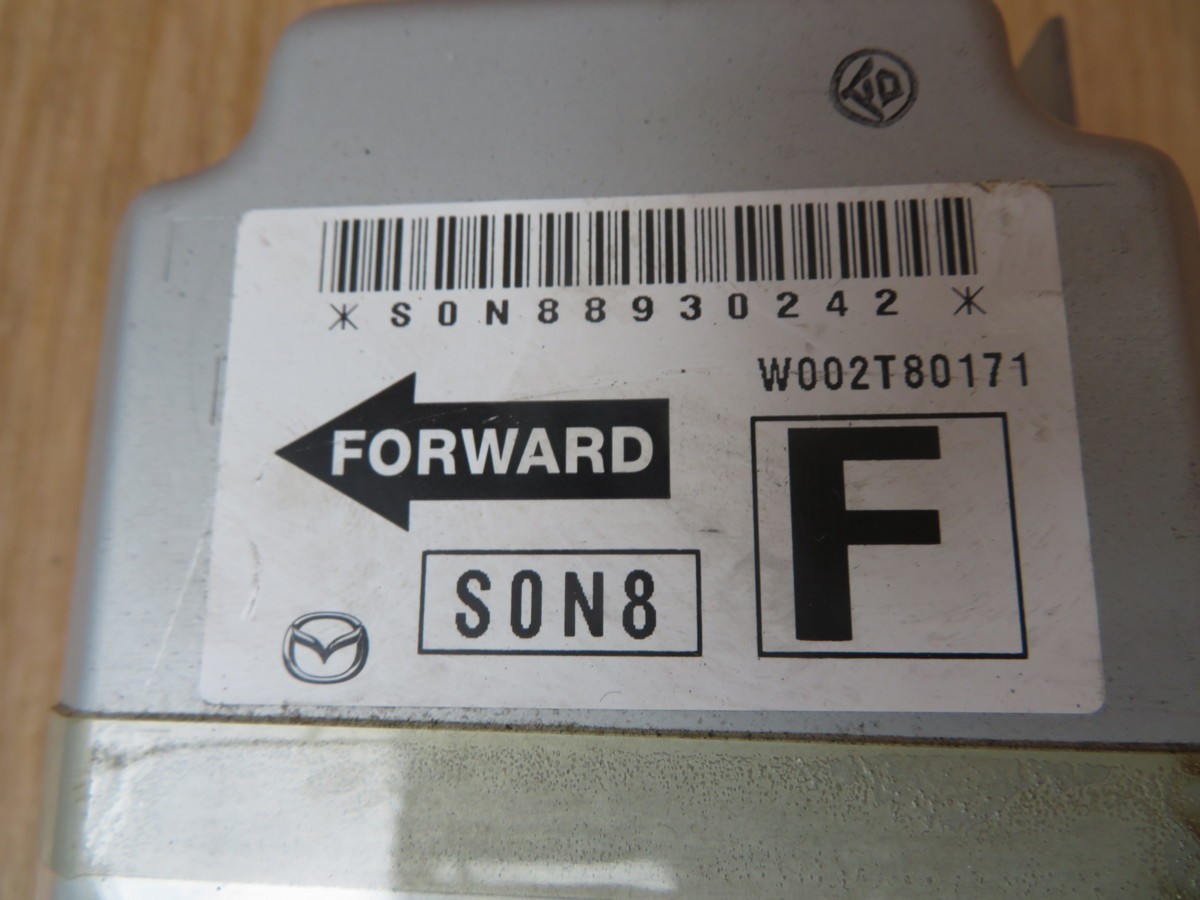 * S0N88930242 *
W002T80171
FORWARD
F
S0N8